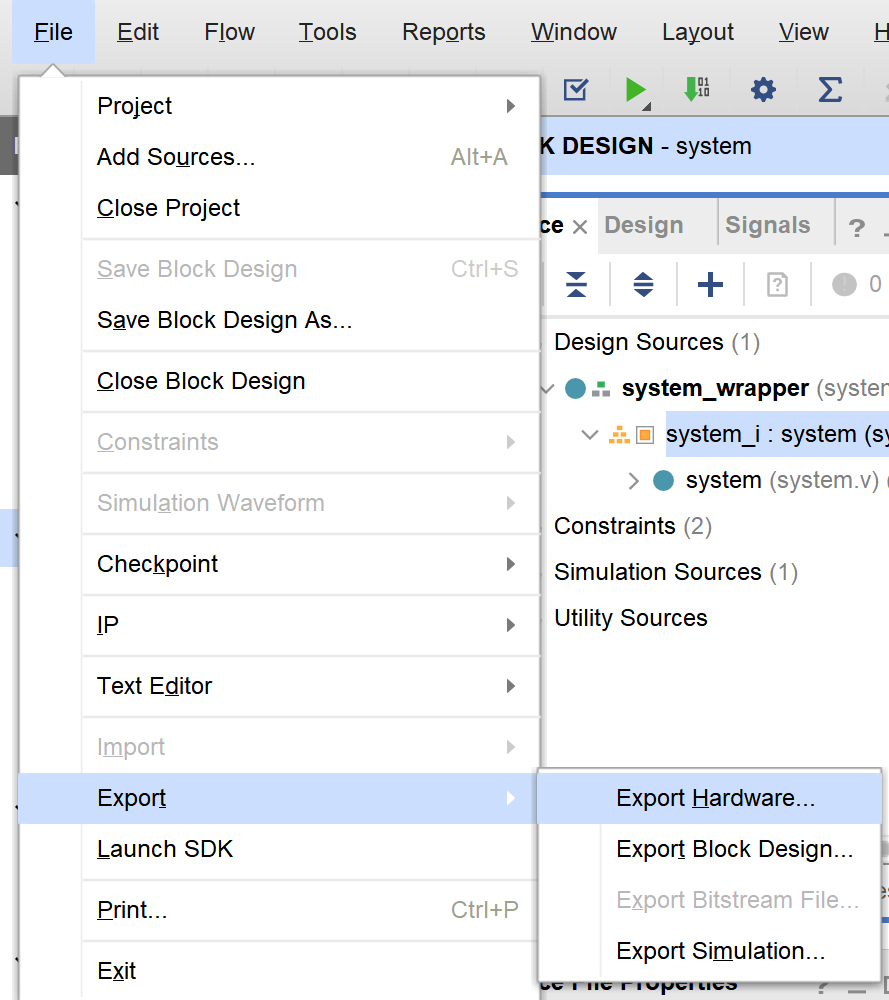 File Edit Flow Tools Reports Window Layout View
Project
Add Sources... Alt+A
Close Project
Save Block Design Ctrl+S
Save Block Design As...
Close Block Design
Constraints
Simulation Waveform
Checkpoint
IP
Text Editor
Import
Export
Launch SDK
Print... Ctrl+P
Exit
Export Hardware...
Export Block Design...
Export Bitstream File...
Export Simulation...
K DESIGN - system
ce × Design Signals ? _
? 0
Design Sources (1)
system_wrapper (system
system_i : system (sy
system (system.v) (
Constraints (2)
Simulation Sources (1)
Utility Sources
ce File Properties ? _